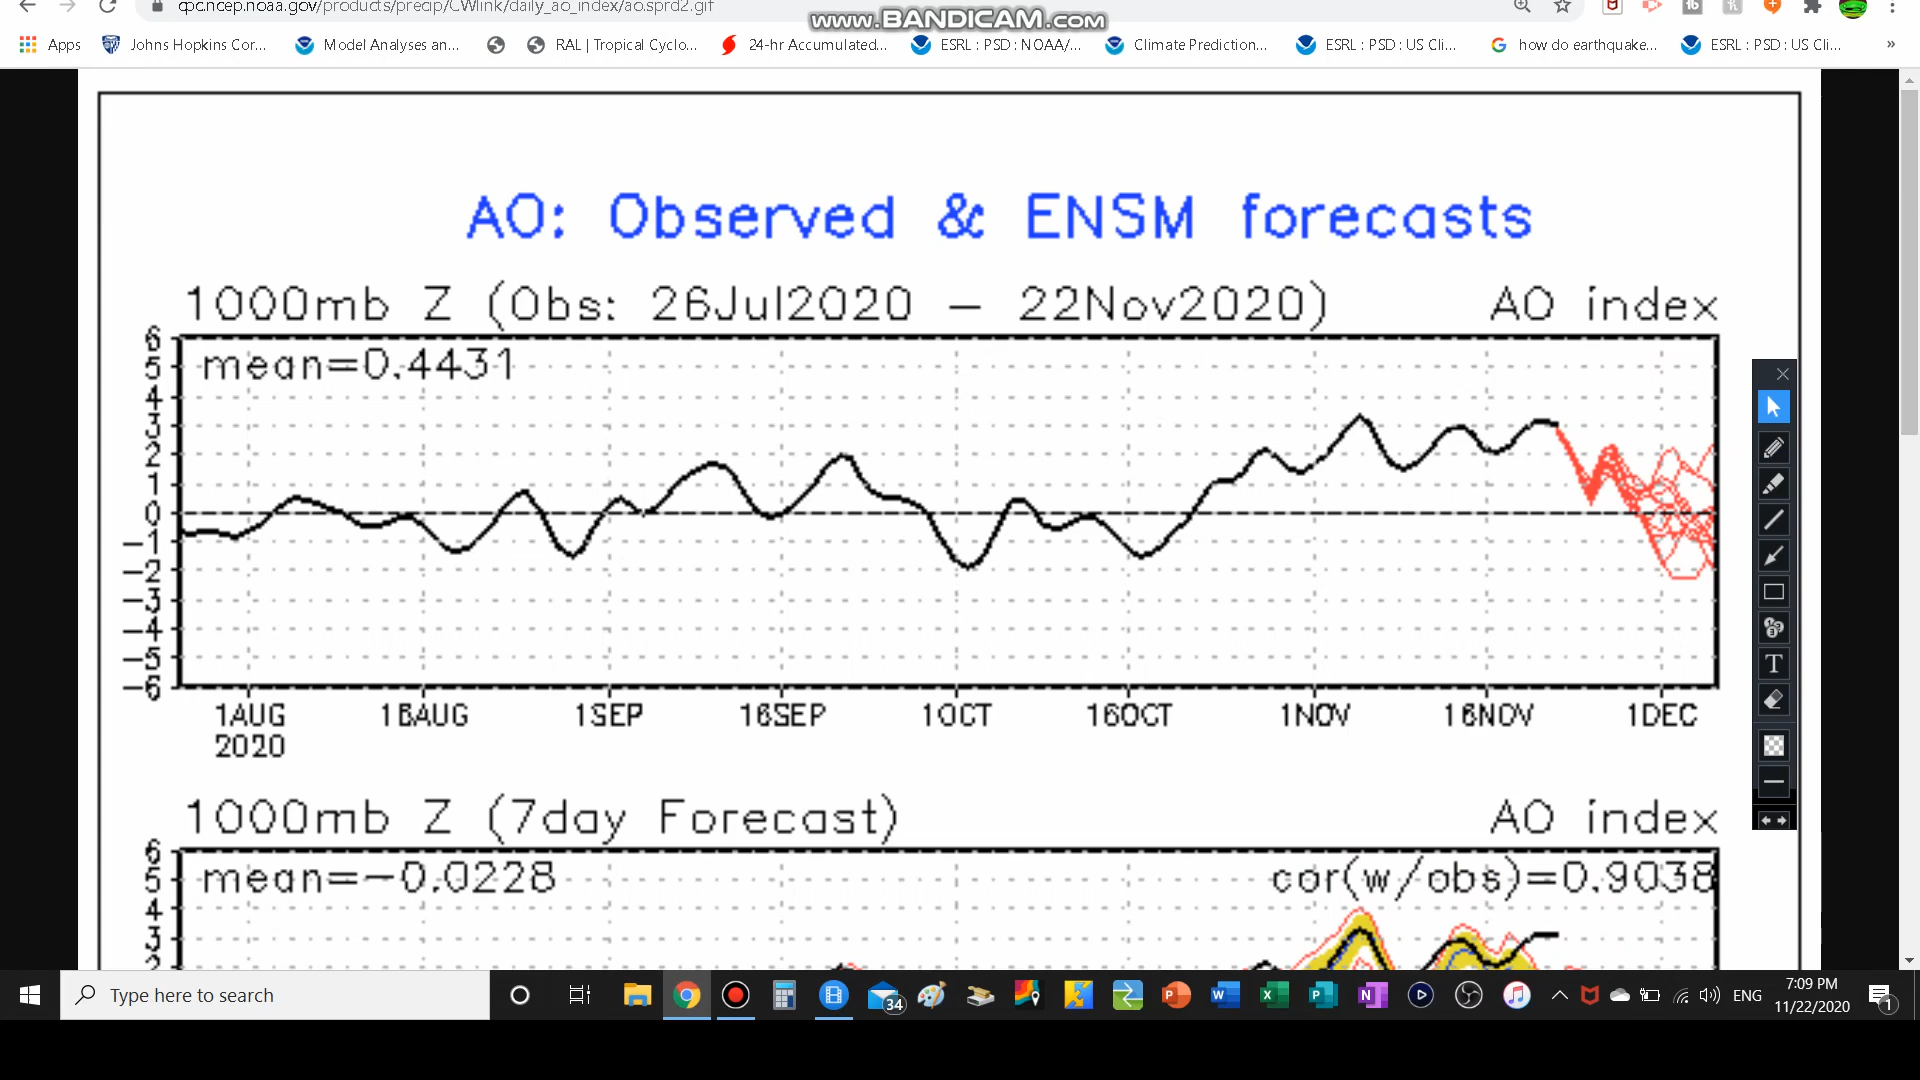 cpc.ncep.noaa.gov/products/precip/CWlink/daily_ao_index/ao.sprd2.gif
www.BANDICAM.com
Apps Johns Hopkins Cor... Model Analyses an... RAL | Tropical Cyclo... 24-hr Accumulated... ESRL : PSD : NOAA/... Climate Prediction... ESRL : PSD : US Cli... how do earthquake... ESRL : PSD : US Cli... »
AO: Observed & ENSM forecasts
1000mb Z (Obs: 26Jul2020 – 22Nov2020) AO index
mean=0.4431
6
5
4
3
2
1
0
-1
-2
-3
-4
-5
-6
1AUG 16AUG 1SEP 16SEP 1OCT 16OCT 1NOV 16NOV 1DEC
2020
1000mb Z (7day Forecast) AO index
mean=-0.0228 cor(w/obs)=0.9038
6
5
4
3
Type here to search
34
ENG
7:09 PM
11/22/2020
1